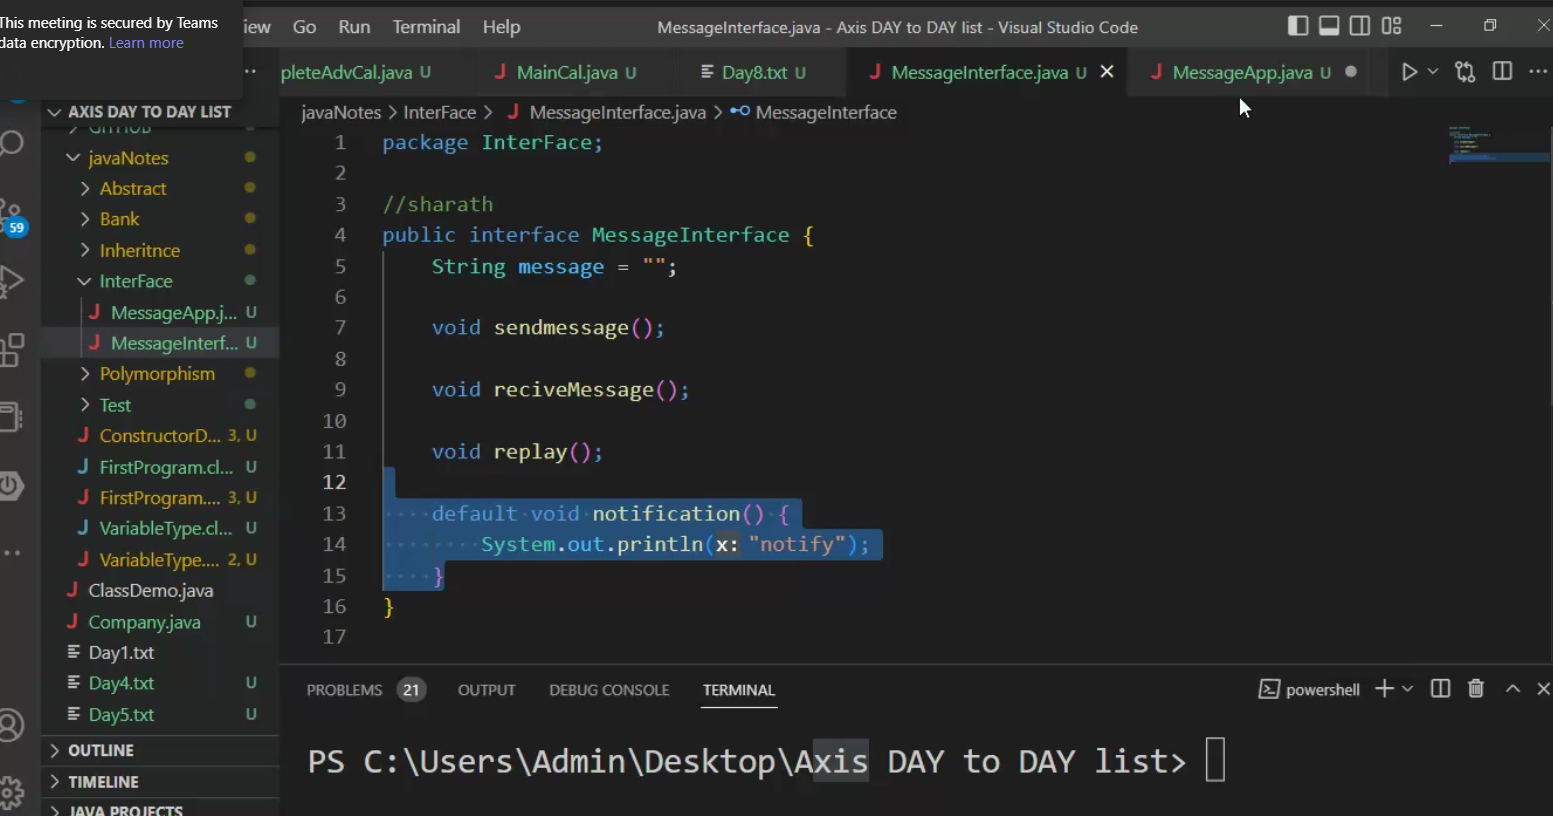 This meeting is secured by Teams
data encryption. Learn more
iew Go Run Terminal Help
MessageInterface.java - Axis DAY to DAY list - Visual Studio Code
pleteAdvCal.java U
MainCal.java U
Day8.txt U
MessageInterface.java U
MessageApp.java U
AXIS DAY TO DAY LIST
javaNotes > InterFace > MessageInterface.java > MessageInterface
GITHUB
javaNotes
Abstract
Bank
Inheritnce
InterFace
MessageApp.j... U
MessageInterf... U
Polymorphism
Test
ConstructorD... 3, U
FirstProgram.cl... U
FirstProgram.... 3, U
VariableType.cl... U
VariableType.... 2, U
ClassDemo.java
Company.java U
Day1.txt
Day4.txt U
Day5.txt U
OUTLINE
TIMELINE
JAVA PROJECTS
59
1 package InterFace;
2
3 //sharath
4 public interface MessageInterface {
5 String message = "";
6
7 void sendmessage();
8
9 void reciveMessage();
10
11 void replay();
12
13 default void notification() {
14 System.out.println(x: "notify");
15 }
16 }
17
PROBLEMS 21 OUTPUT DEBUG CONSOLE TERMINAL
powershell
PS C:\Users\Admin\Desktop\Axis DAY to DAY list>